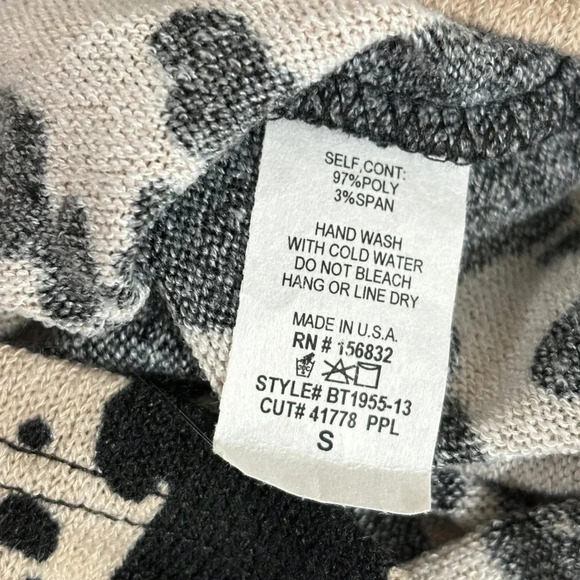 SELF,CONT:
97%POLY
3%SPAN
HAND WASH
WITH COLD WATER
DO NOT BLEACH
HANG OR LINE DRY
MADE IN U.S.A.
RN # 156832
STYLE# BT1955-13
CUT# 41778 PPL
S